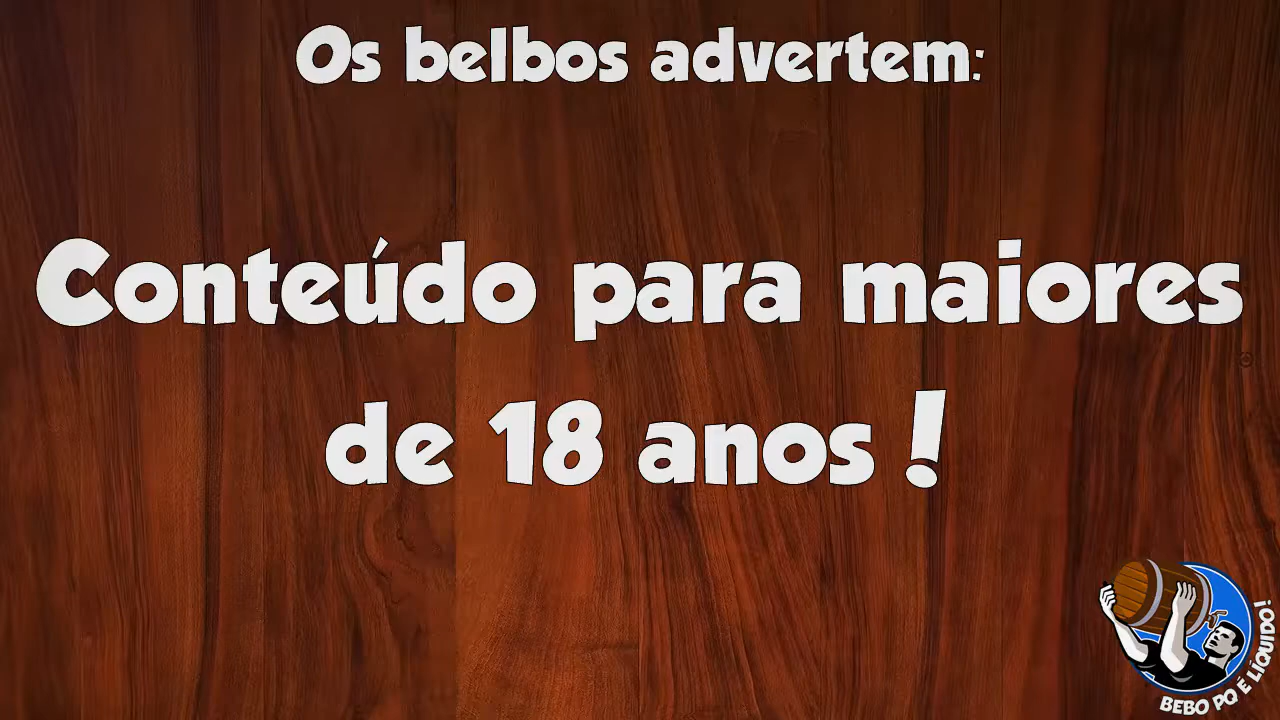 Os belbos advertem:
Conteúdo para maiores
de 18 anos!
BEBO PQ É LÍQUIDO!